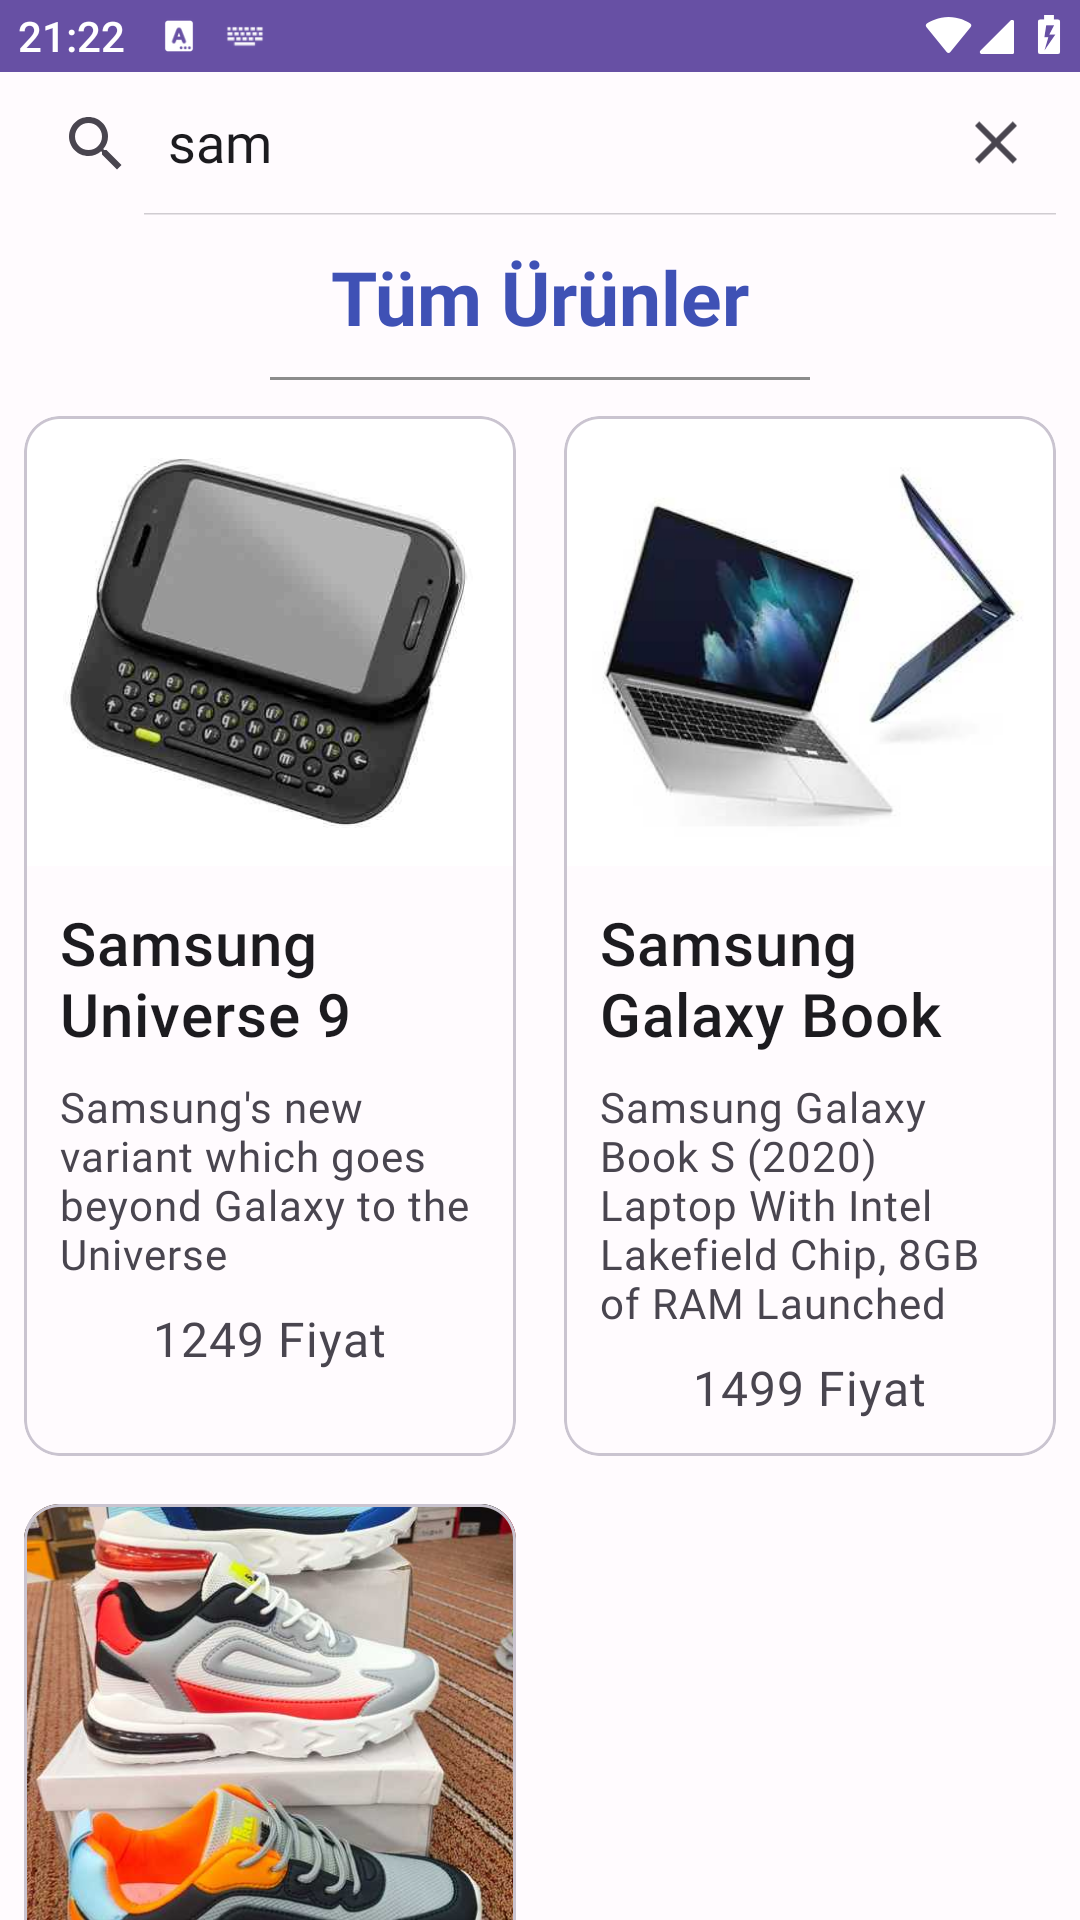 21:22
sam
Tüm Ürünler
Samsung
Universe 9
Samsung's new
variant which goes
beyond Galaxy to the
Universe
1249 Fiyat
Samsung
Galaxy Book
Samsung Galaxy
Book S (2020)
Laptop With Intel
Lakefield Chip, 8GB
of RAM Launched
1499 Fiyat